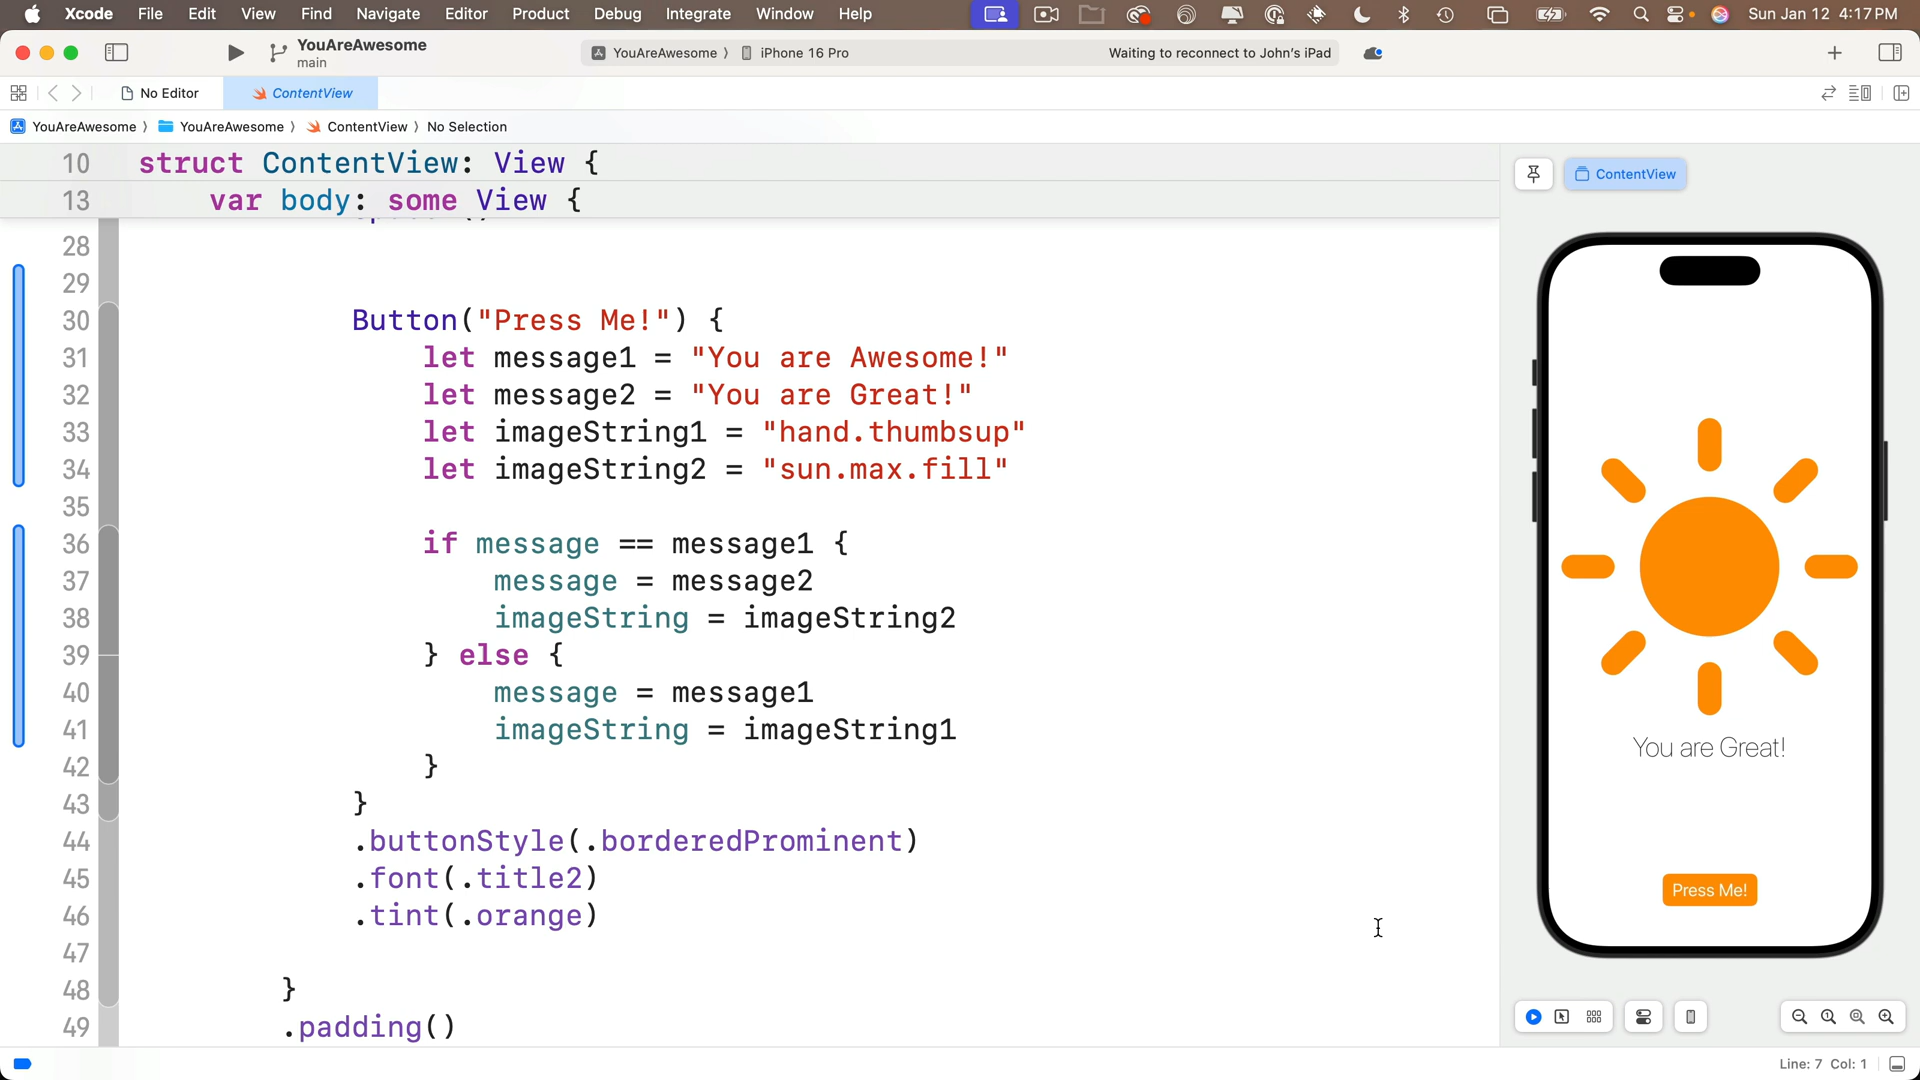 Xcode File Edit View Find Navigate Editor Product Debug Integrate Window Help Sun Jan 12 4:17 PM
YouAreAwesome
main
YouAreAwesome 〉 iPhone 16 Pro
Waiting to reconnect to John's iPad
No Editor
ContentView
YouAreAwesome 〉 YouAreAwesome 〉 ContentView 〉 No Selection
10 struct ContentView: View {
13 var body: some View {
28
29
30 Button("Press Me!") {
31 let message1 = "You are Awesome!"
32 let message2 = "You are Great!"
33 let imageString1 = "hand.thumbsup"
34 let imageString2 = "sun.max.fill"
35
36 if message == message1 {
37 message = message2
38 imageString = imageString2
39 } else {
40 message = message1
41 imageString = imageString1
42 }
43 }
44 .buttonStyle(.borderedProminent)
45 .font(.title2)
46 .tint(.orange)
47
48 }
49 .padding()
ContentView
You are Great!
Press Me!
Line: 7 Col: 1